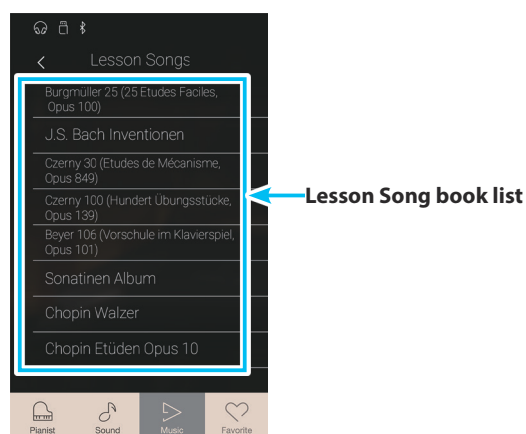 Lesson Songs
Burgmüller 25 (25 Etudes Faciles,
Opus 100)
J.S. Bach Inventionen
Czerny 30 (Etudes de Mécanisme,
Opus 849)
Czerny 100 (Hundert Übungsstücke,
Opus 139)
Beyer 106 (Vorschule im Klavierspiel,
Opus 101)
Sonatinen Album
Chopin Walzer
Chopin Etüden Opus 10
Lesson Song book list
Pianist Sound Music Favorite